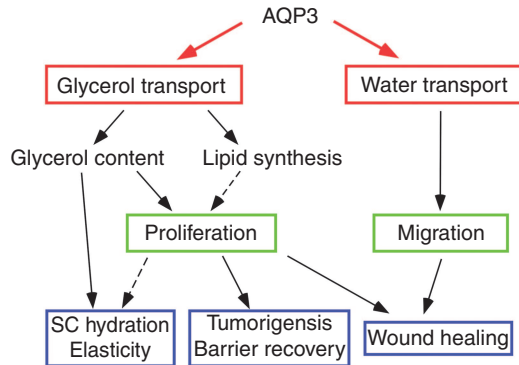 AQP3
Glycerol transport
Water transport
Glycerol content
Lipid synthesis
Proliferation
Migration
SC hydration
Elasticity
Tumorigensis
Barrier recovery
Wound healing